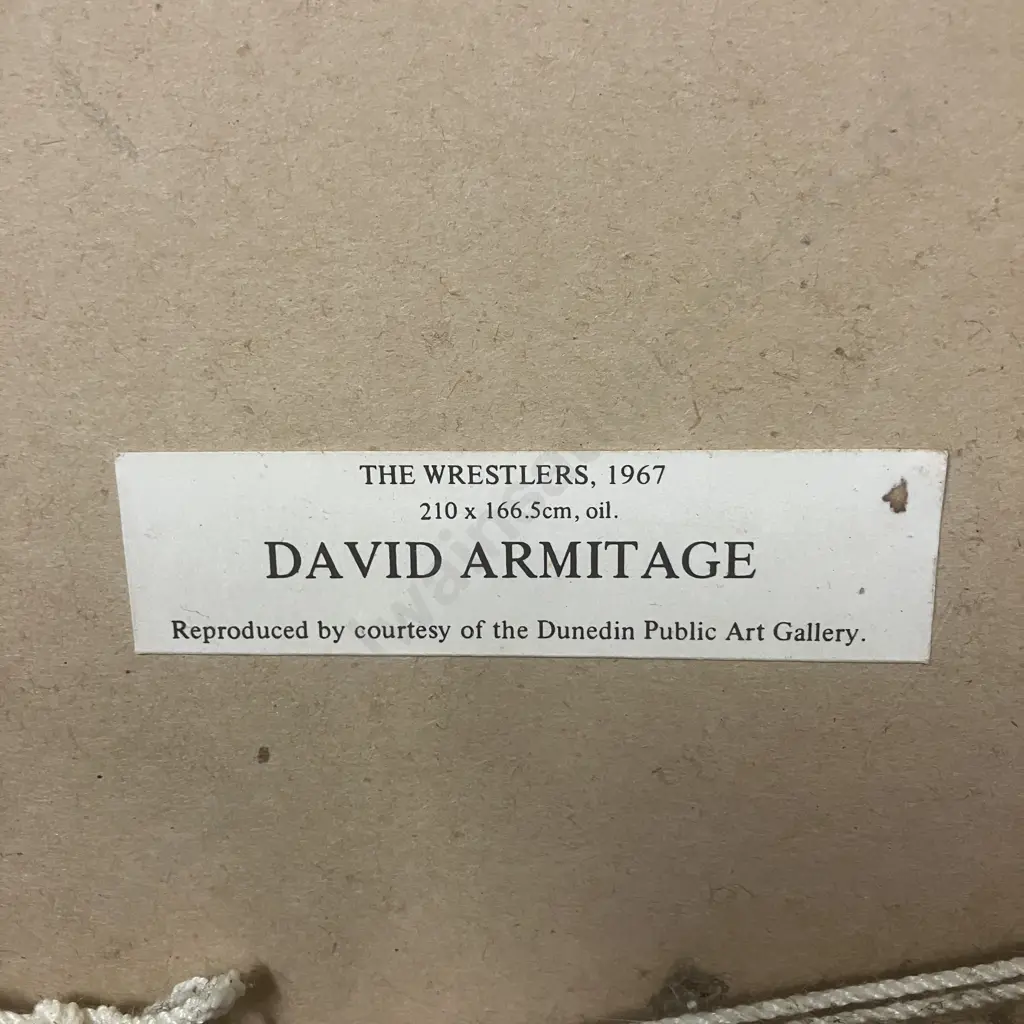 THE WRESTLERS, 1967
210 x 166.5cm, oil.
DAVID ARMITAGE
Reproduced by courtesy of the Dunedin Public Art Gallery.